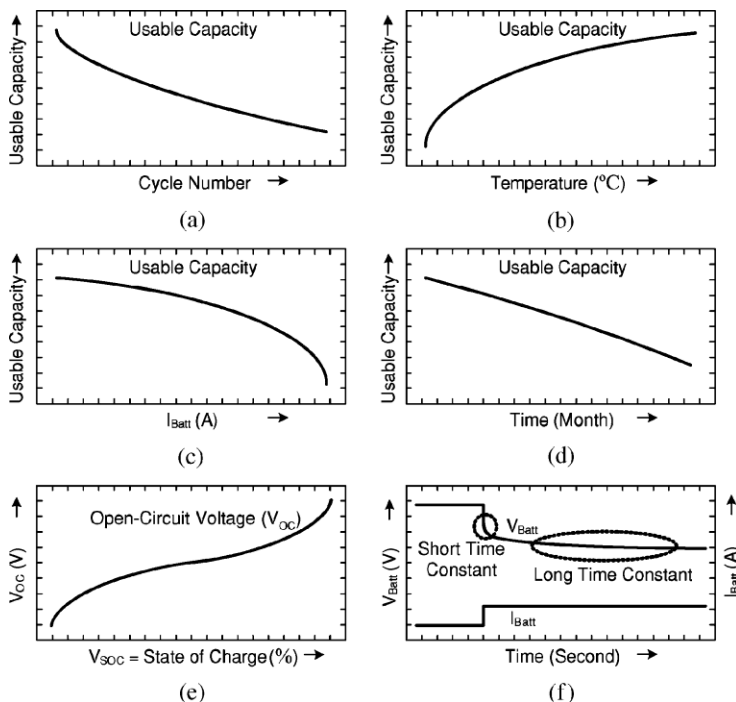 Usable Capacity
Usable Capacity→
Cycle Number →
(a)
Usable Capacity
Usable Capacity→
Temperature (ºC) →
(b)
Usable Capacity
Usable Capacity→
I_Batt (A) →
(c)
Usable Capacity
Usable Capacity→
Time (Month) →
(d)
Open-Circuit Voltage (V_OC)
V_OC (V) →
V_SOC = State of Charge (%) →
(e)
V_Batt
Short Time
Constant
Long Time Constant
I_Batt
V_Batt (V) →
I_Batt (A) →
Time (Second) →
(f)